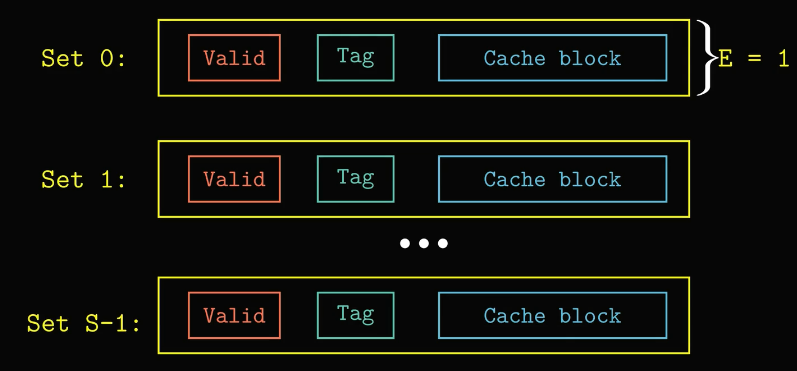 Set 0: Valid Tag Cache block E = 1
Set 1: Valid Tag Cache block
...
Set S-1: Valid Tag Cache block